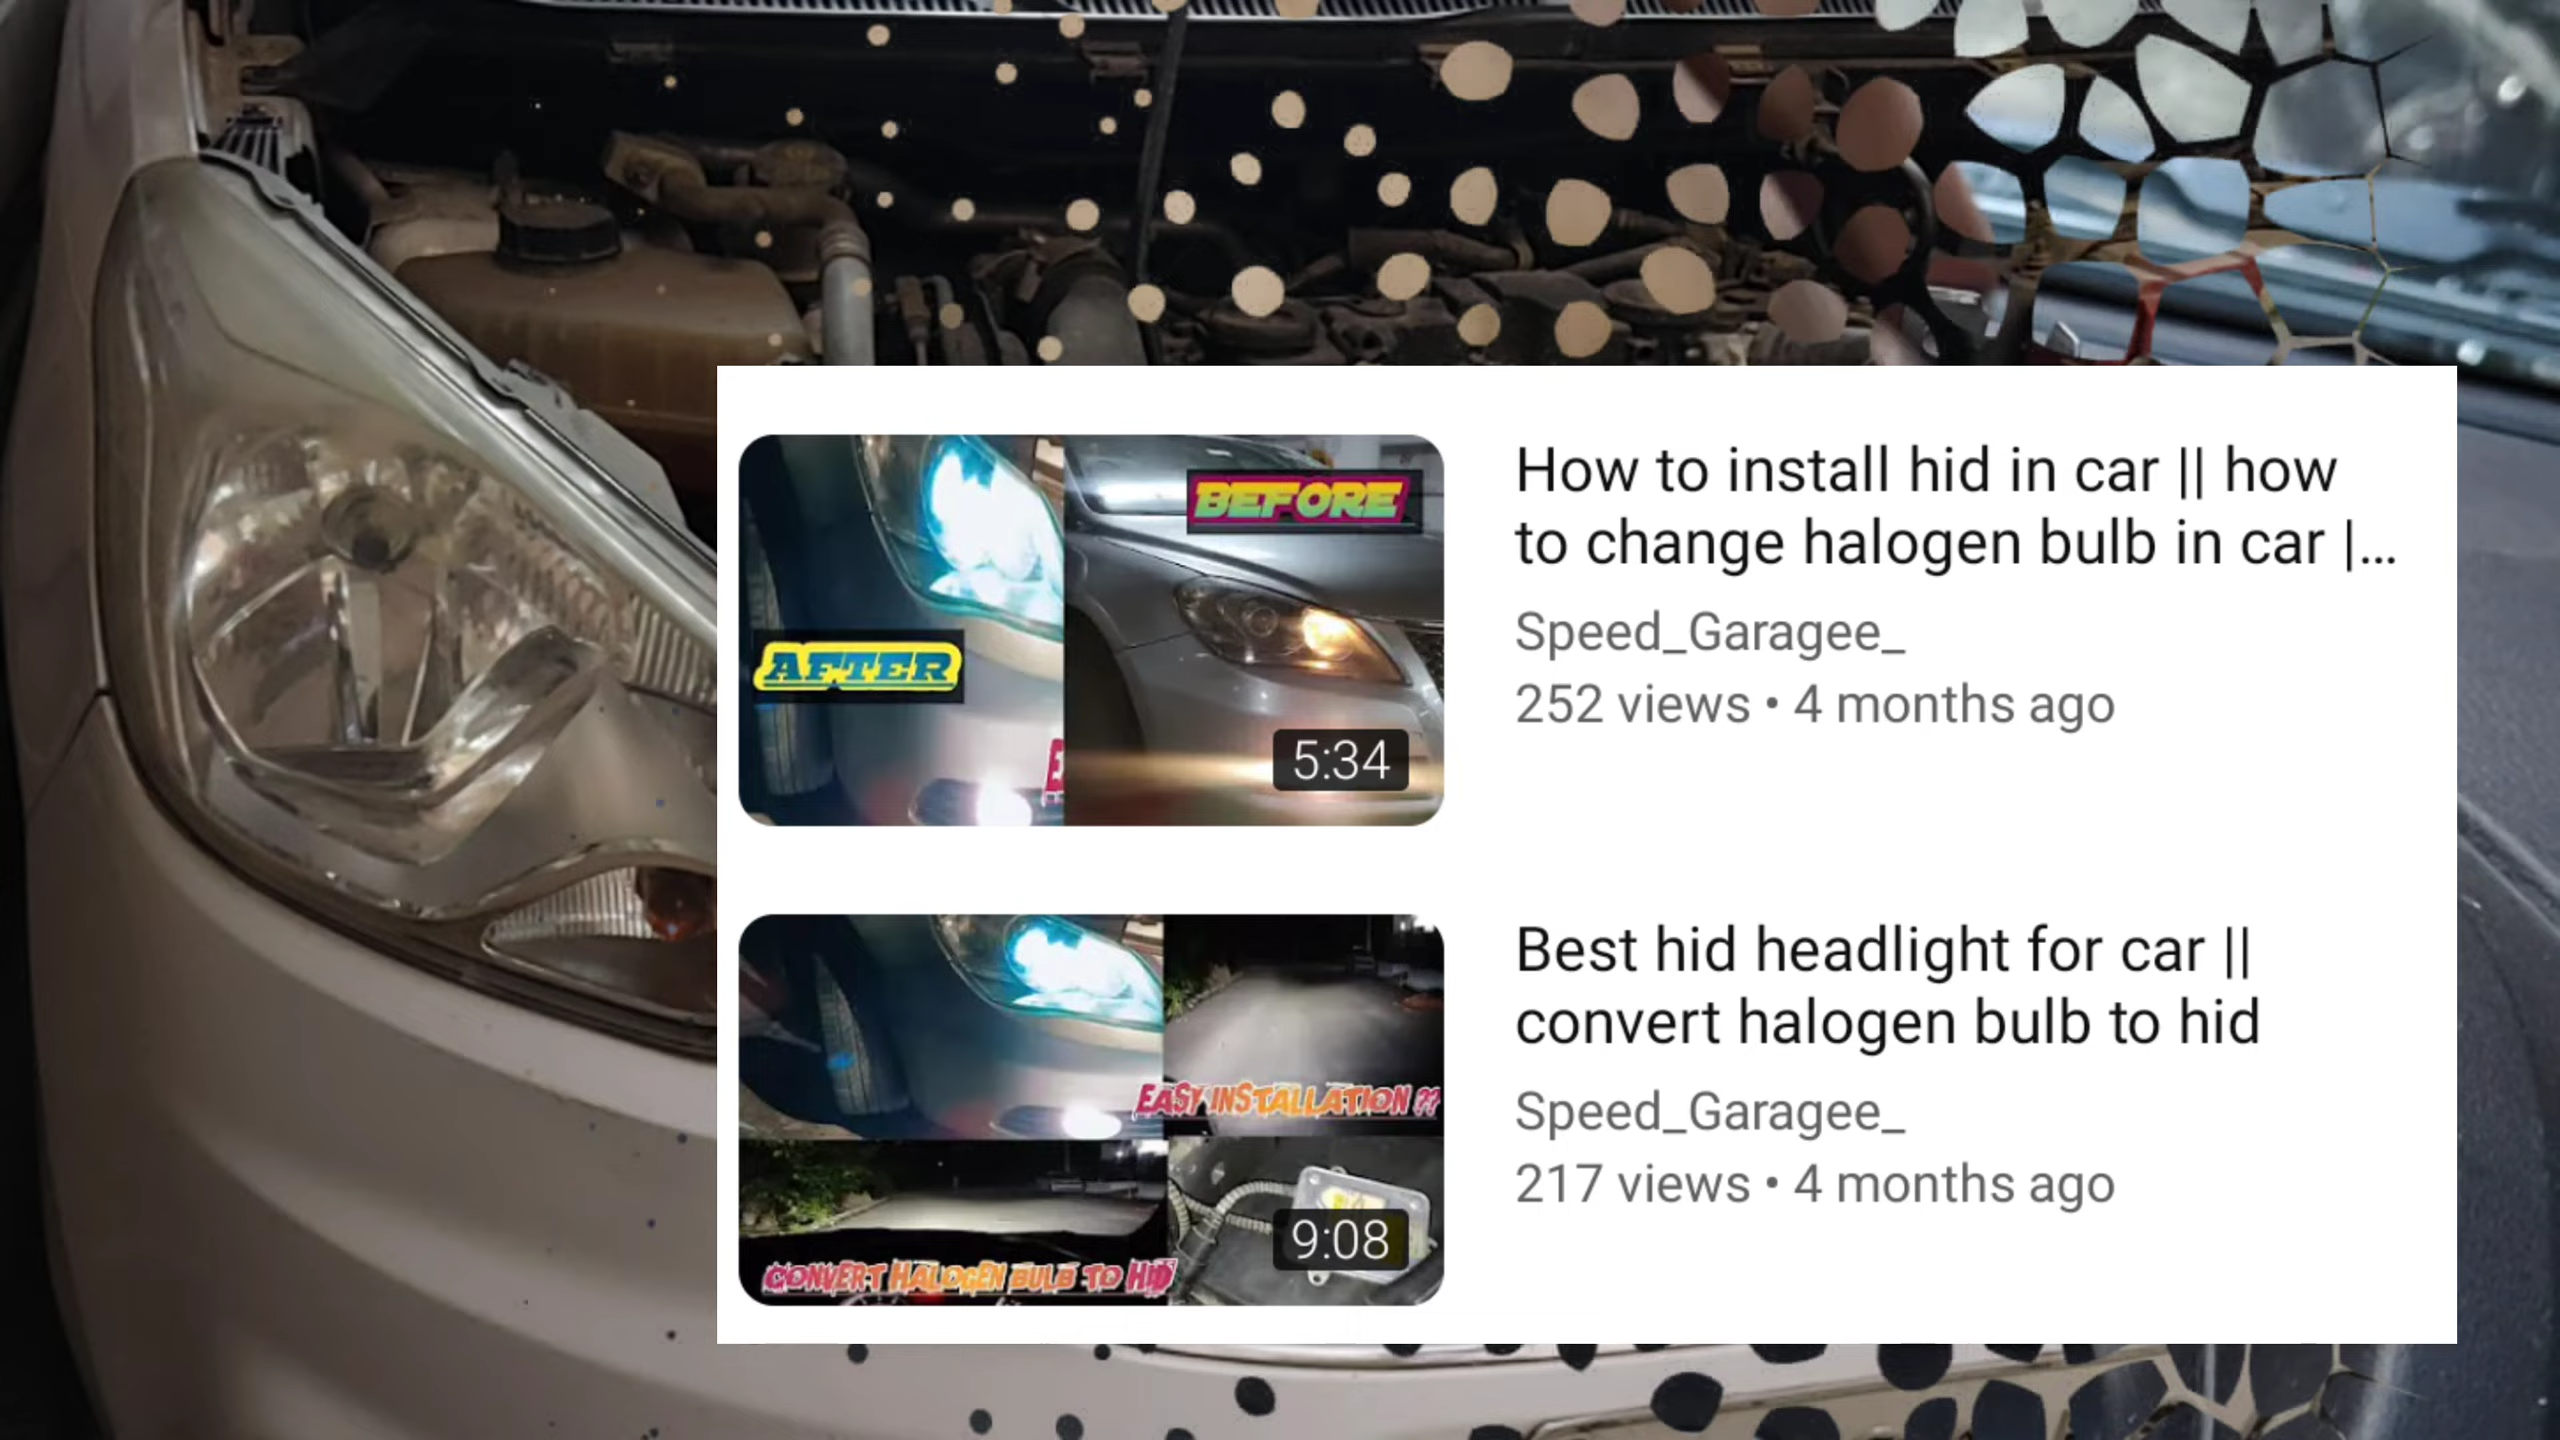 BEFORE
AFTER
5:34
How to install hid in car || how
to change halogen bulb in car |...
Speed_Garagee_
252 views • 4 months ago
EASY INSTALLATION ??
CONVERT HALOGEN BULB TO HID
9:08
Best hid headlight for car ||
convert halogen bulb to hid
Speed_Garagee_
217 views • 4 months ago